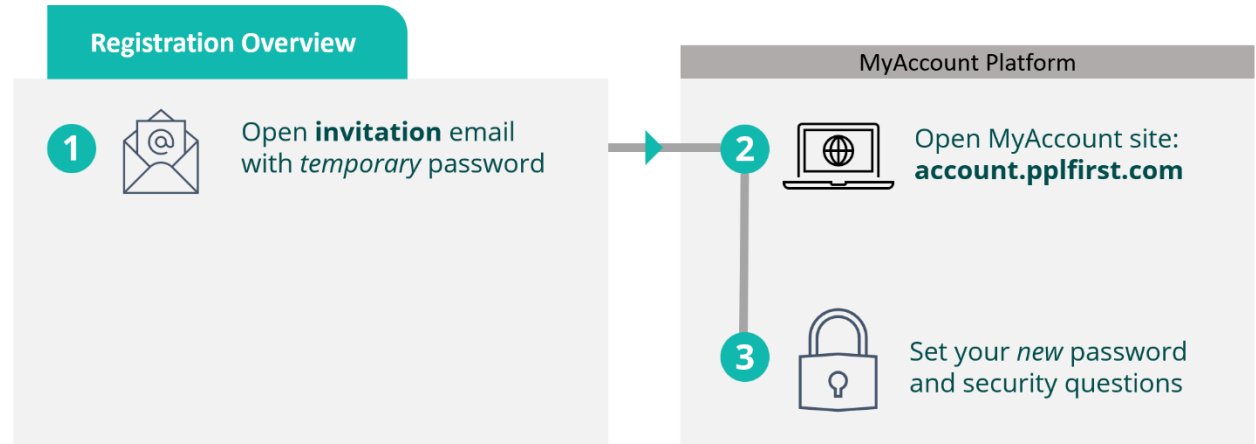 Registration Overview
1
@
Open invitation email
with temporary password
MyAccount Platform
2
Open MyAccount site:
account.pplfirst.com
3
Set your new password
and security questions